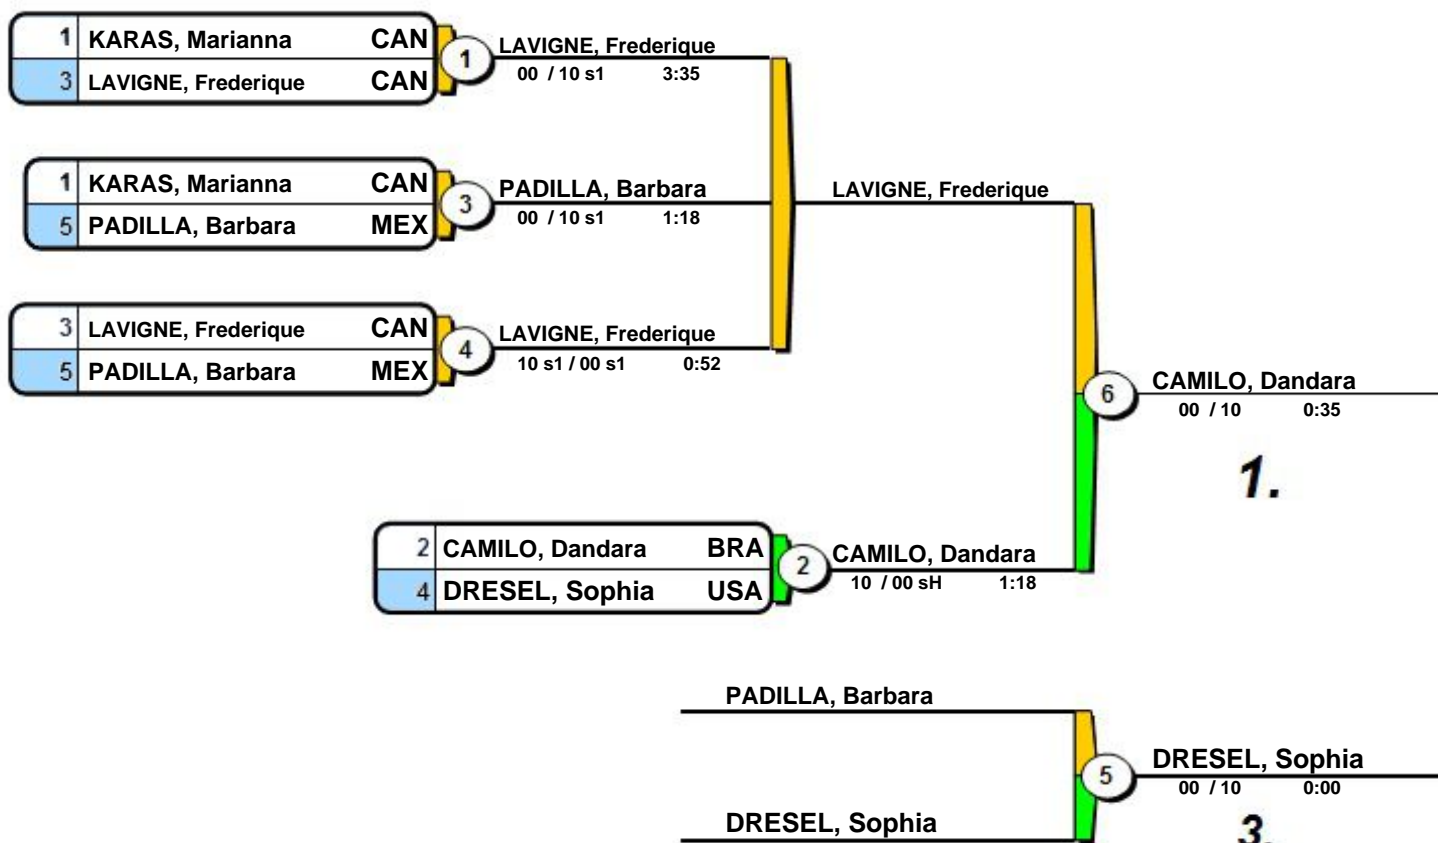 1 KARAS, Marianna CAN
3 LAVIGNE, Frederique CAN
1
LAVIGNE, Frederique
00 / 10 s1 3:35
1 KARAS, Marianna CAN
5 PADILLA, Barbara MEX
3
PADILLA, Barbara
00 / 10 s1 1:18
LAVIGNE, Frederique
3 LAVIGNE, Frederique CAN
5 PADILLA, Barbara MEX
4
LAVIGNE, Frederique
10 s1 / 00 s1 0:52
6
CAMILO, Dandara
00 / 10 0:35
1.
2 CAMILO, Dandara BRA
4 DRESEL, Sophia USA
2
CAMILO, Dandara
10 / 00 sH 1:18
PADILLA, Barbara
5
DRESEL, Sophia
00 / 10 0:00
DRESEL, Sophia
3.